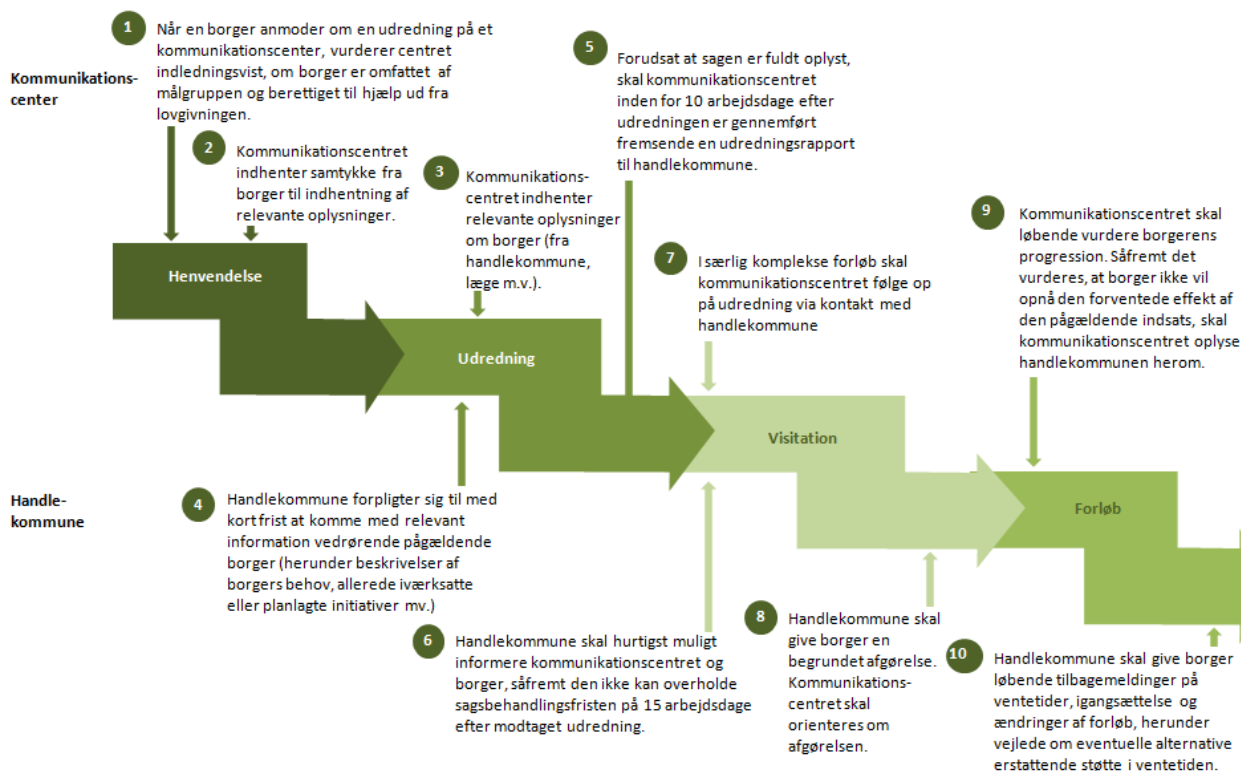 Kommunikations-
center
1
Når en borger anmoder om en udredning på et
kommunikationscenter, vurderer centret
indledningsvist, om borger er omfattet af
målgruppen og berettiget til hjælp ud fra
lovgivningen.
2
Kommunikationscentret
indhenter samtykke fra
borger til indhentning af
relevante oplysninger.
3
Kommunikations-
centret indhenter
relevante oplysninger
om borger (fra
handlekommune,
læge m.v.).
5
Forudsat at sagen er fuldt oplyst,
skal kommunikationscentret
inden for 10 arbejdsdage efter
udredningen er gennemført
fremsende en udredningsrapport
til handlekommune.
7
I særlig komplekse forløb skal
kommunikationscentret følge op
på udredning via kontakt med
handlekommune
9
Kommunikationscentret skal
løbende vurdere borgerens
progression. Såfremt det
vurderes, at borger ikke vil
opnå den forventede effekt af
den pågældende indsats, skal
kommunikationscentret oplyse
handlekommunen herom.
Henvendelse
Udredning
Visitation
Forløb
Handle-
kommune
4
Handlekommune forpligter sig til med
kort frist at komme med relevant
information vedrørende pågældende
borger (herunder beskrivelser af
borgers behov, allerede iværksatte
eller planlagte initiativer mv.)
6
Handlekommune skal hurtigst muligt
informere kommunikationscentret og
borger, såfremt den ikke kan overholde
sagsbehandlingsfristen på 15 arbejdsdage
efter modtaget udredning.
8
Handlekommune skal
give borger en
begrundet afgørelse.
Kommunikations-
centret skal
orienteres om
afgørelsen.
10
Handlekommune skal give borger
løbende tilbagemeldinger på
ventetider, igangsættelse og
ændringer af forløb, herunder
vejlede om eventuelle alternative
erstattende støtte i ventetiden.